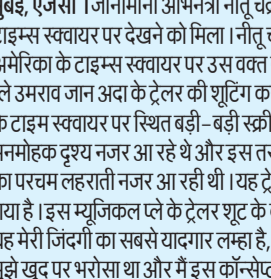 मुंबई, एजेंसी । जानीमानी अभिनेत्री नीतू
टाइम्स स्क्वायर पर देखने को मिला । नीतू
अमेरिका के टाइम्स स्क्वायर पर उस वक्त
उमराव जान अदा के ट्रेलर की शूटिंग
टाइम स्क्वायर पर स्थित बड़ी-बड़ी
मनमोहक दृश्य नजर आ रहे थे और इस
का परचम लहराती नजर आ रही थी । यह
है । इस म्यूजिकल प्ले के ट्रेलर शूट के
यह मेरी जिंदगी का सबसे यादगार लम्हा है,
मुझे खुद पर भरोसा था और मैं इस